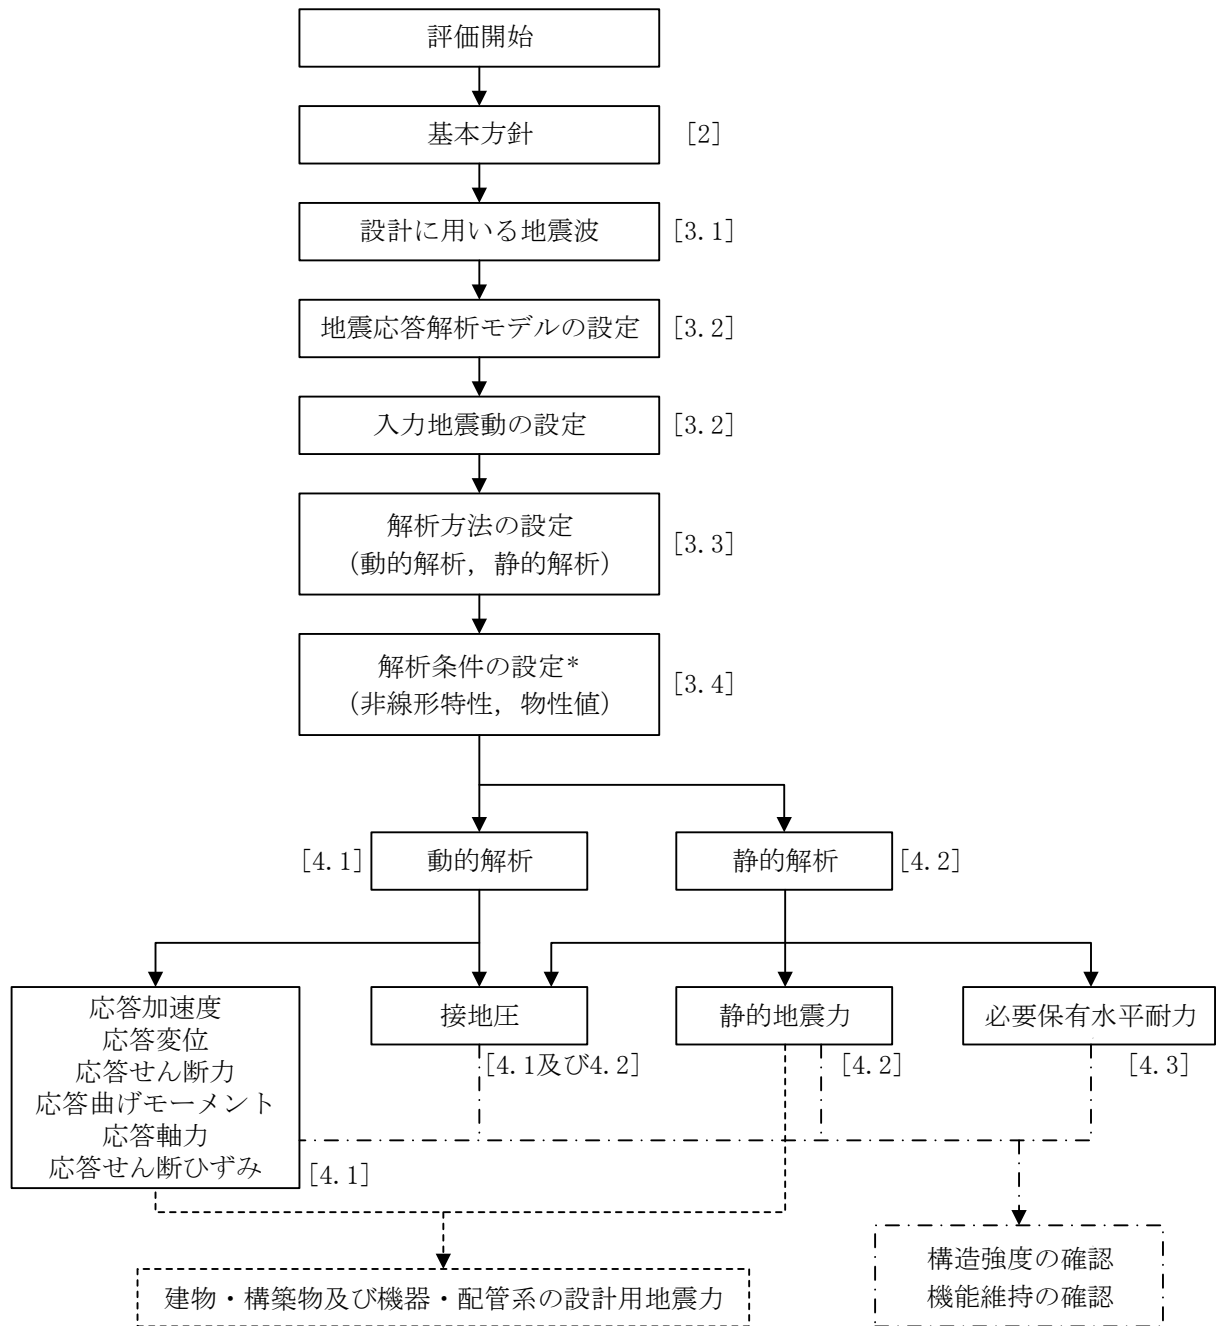 評価開始
基本方針
[2]
設計に用いる地震波
[3.1]
地震応答解析モデルの設定
[3.2]
入力地震動の設定
[3.2]
解析方法の設定
(動的解析，静的解析)
[3.3]
解析条件の設定*
(非線形特性，物性値)
[3.4]
[4.1]
動的解析
静的解析
[4.2]
応答加速度
応答変位
応答せん断力
応答曲げモーメント
応答軸力
応答せん断ひずみ
[4.1]
接地圧
[4.1及び4.2]
静的地震力
[4.2]
必要保有水平耐力
[4.3]
建物・構築物及び機器・配管系の設計用地震力
構造強度の確認
機能維持の確認